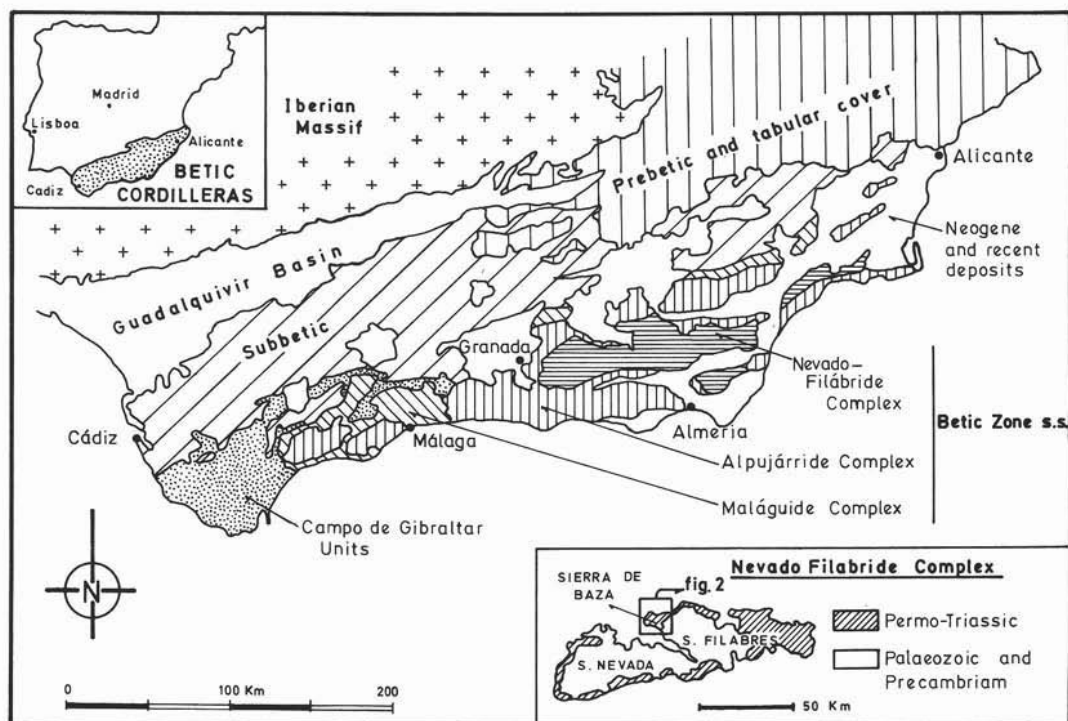 Madrid
Lisboa
Alicante
Cadiz
BETIC
CORDILLERAS
Iberian
Massif
Prebetic and tabular cover
Alicante
Neogene
and recent
deposits
Guadalquivir Basin
Subbetic
Granada
Nevado-
Filábride
Complex
Betic Zone s.s.
Cádiz
Málaga
Almeria
Alpujárride Complex
Maláguide Complex
Campo de Gibraltar
Units
N
0 100 Km 200
Nevado Filabride Complex
SIERRA DE
BAZA
fig. 2
S. FILABRES
S. NEVADA
Permo-Triassic
Palaeozoic and
Precambriam
50 Km